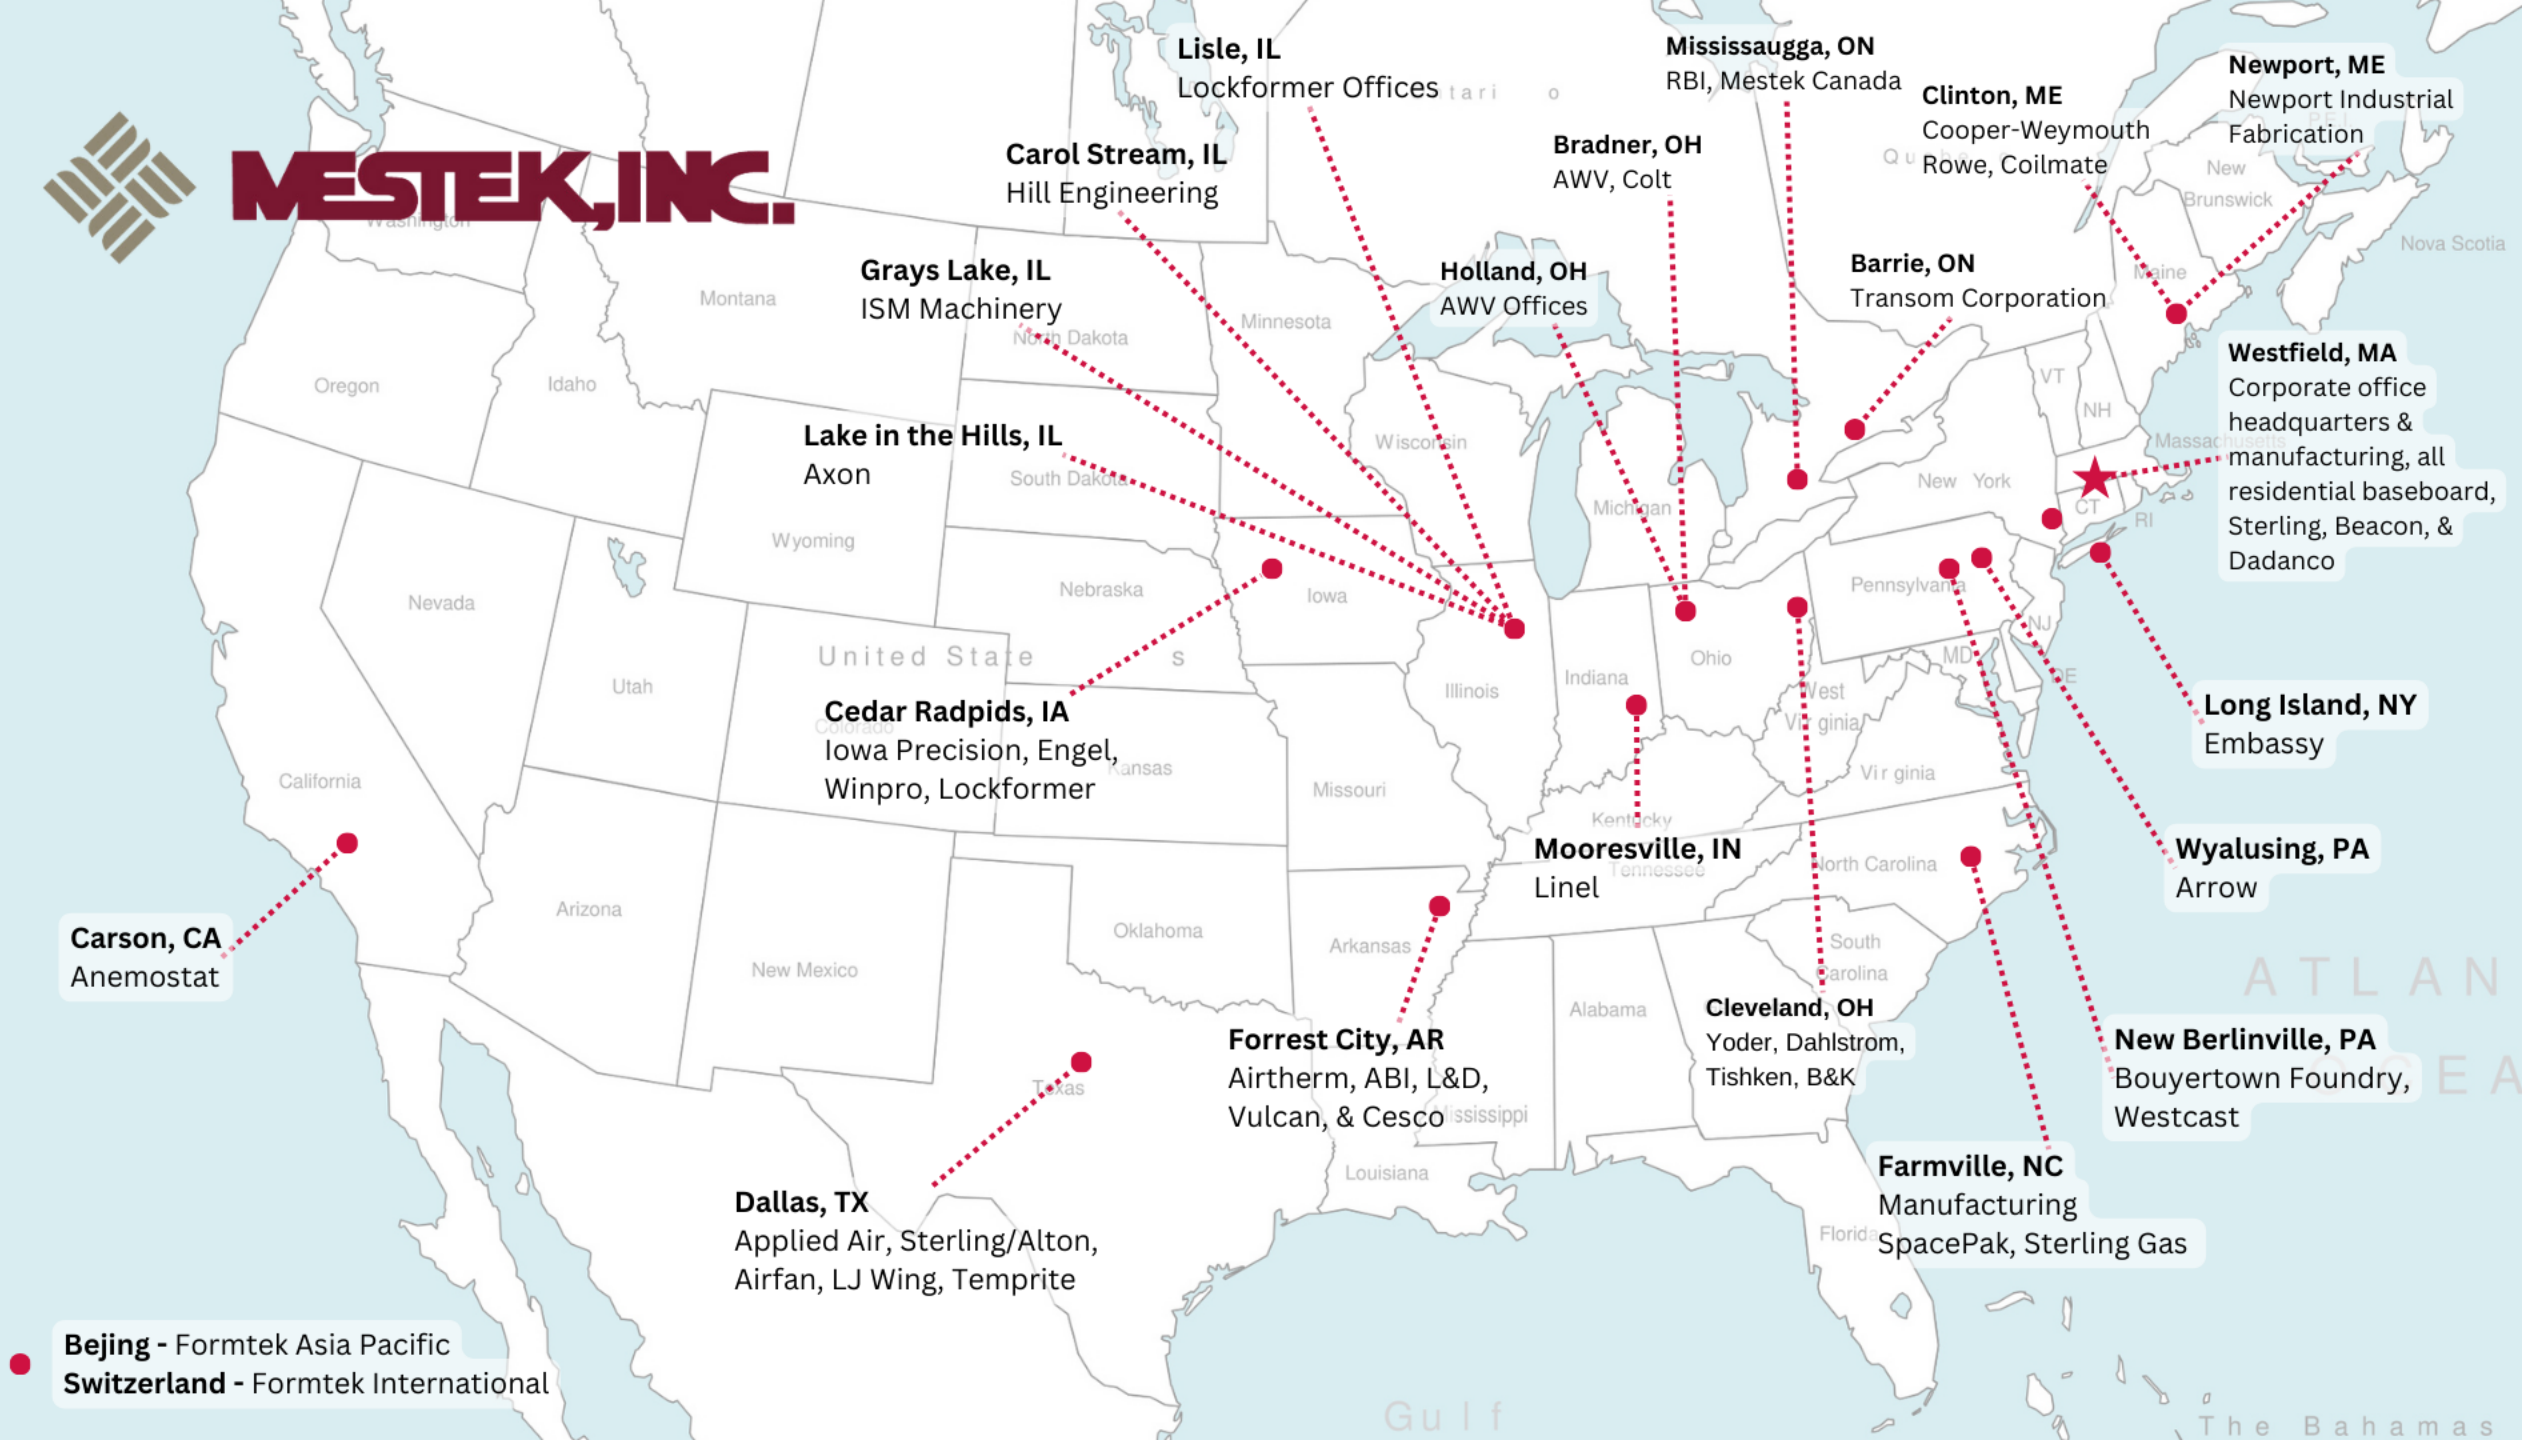 MESTEK, INC.
Lisle, IL
Lockformer Offices
Mississaugga, ON
RBI, Mestek Canada
Clinton, ME
Cooper-Weymouth
Rowe, Coilmate
Newport, ME
Newport Industrial
Fabrication
Carol Stream, IL
Hill Engineering
Bradner, OH
AWV, Colt
Grays Lake, IL
ISM Machinery
Holland, OH
AWV Offices
Barrie, ON
Transom Corporation
Westfield, MA
Corporate office
headquarters &
manufacturing, all
residential baseboard,
Sterling, Beacon, &
Dadanco
Lake in the Hills, IL
Axon
Cedar Radpids, IA
Iowa Precision, Engel,
Winpro, Lockformer
Long Island, NY
Embassy
Mooresville, IN
Linel
Wyalusing, PA
Arrow
Carson, CA
Anemostat
Forrest City, AR
Airtherm, ABI, L&D,
Vulcan, & Cesco
Cleveland, OH
Yoder, Dahlstrom,
Tishken, B&K
New Berlinville, PA
Bouyertown Foundry,
Westcast
Dallas, TX
Applied Air, Sterling/Alton,
Airfan, LJ Wing, Temprite
Farmville, NC
Manufacturing
SpacePak, Sterling Gas
Bejing - Formtek Asia Pacific
Switzerland - Formtek International
Washington
Montana
North Dakota
Minnesota
Oregon
Idaho
South Dakota
Wisconsin
Michigan
Wyoming
Nebraska
Iowa
Nevada
Utah
United States
Colorado
Kansas
California
Arizona
New Mexico
Oklahoma
Texas
Missouri
Illinois
Indiana
Ohio
Kentucky
Tennessee
Arkansas
Mississippi
Alabama
Louisiana
Florida
South
Carolina
North Carolina
Virginia
West
Virginia
Pennsylvania
New York
MD
DE
NJ
CT
RI
Massachusetts
VT
NH
Maine
New
Brunswick
Nova Scotia
ATLAN
OCEA
Gulf
The Bahamas